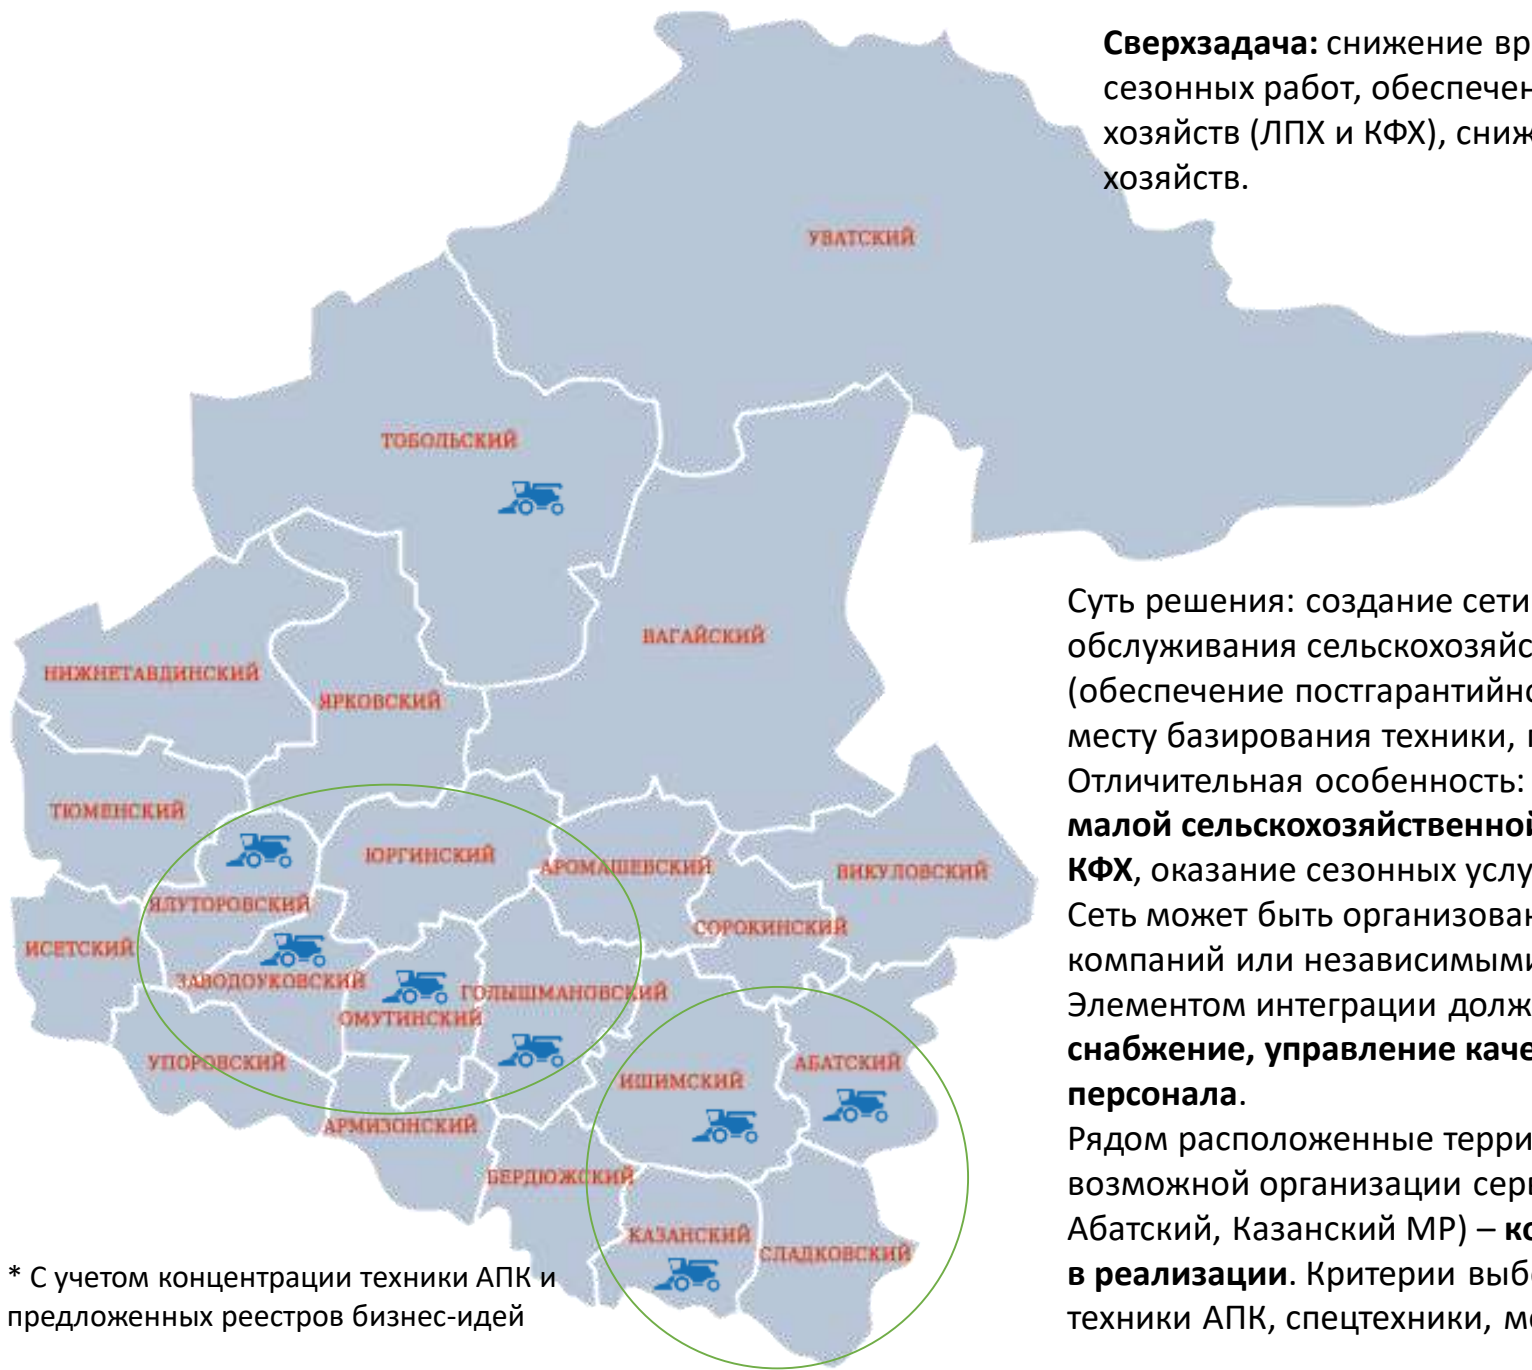 Сверхзадача: снижение вр
сезонных работ, обеспечен
хозяйств (ЛПХ и КФХ), сниж
хозяйств.
УВАТСКИЙ
ТОБОЛЬСКИЙ
ВАГАЙСКИЙ
НИЖНЕТАВДИНСКИЙ
ЯРКОВСКИЙ
ТЮМЕНСКИЙ
ЮРГИНСКИЙ
АРОМАШЕВСКИЙ
ВИКУЛОВСКИЙ
ЯЛУТОРОВСКИЙ
СОРОКИНСКИЙ
ИСЕТСКИЙ
ЗАВОДОУКОВСКИЙ
ГОЛЫШМАНОВСКИЙ
ОМУТИНСКИЙ
УПОРОВСКИЙ
ИШИМСКИЙ
АБАТСКИЙ
АРМИЗОНСКИЙ
БЕРДЮЖСКИЙ
КАЗАНСКИЙ
СЛАДКОВСКИЙ
Суть решения: создание сети
обслуживания сельскохозяйс
(обеспечение постгарантийно
месту базирования техники, 
Отличительная особенность:
малой сельскохозяйственной
КФХ, оказание сезонных услу
Сеть может быть организован
компаний или независимыми
Элементом интеграции долж
снабжение, управление каче
персонала.
Рядом расположенные терри
возможной организации серв
Абатский, Казанский МР) – ко
в реализации. Критерии выбо
техники АПК, спецтехники, ме
* С учетом концентрации техники АПК и
предложенных реестров бизнес-идей